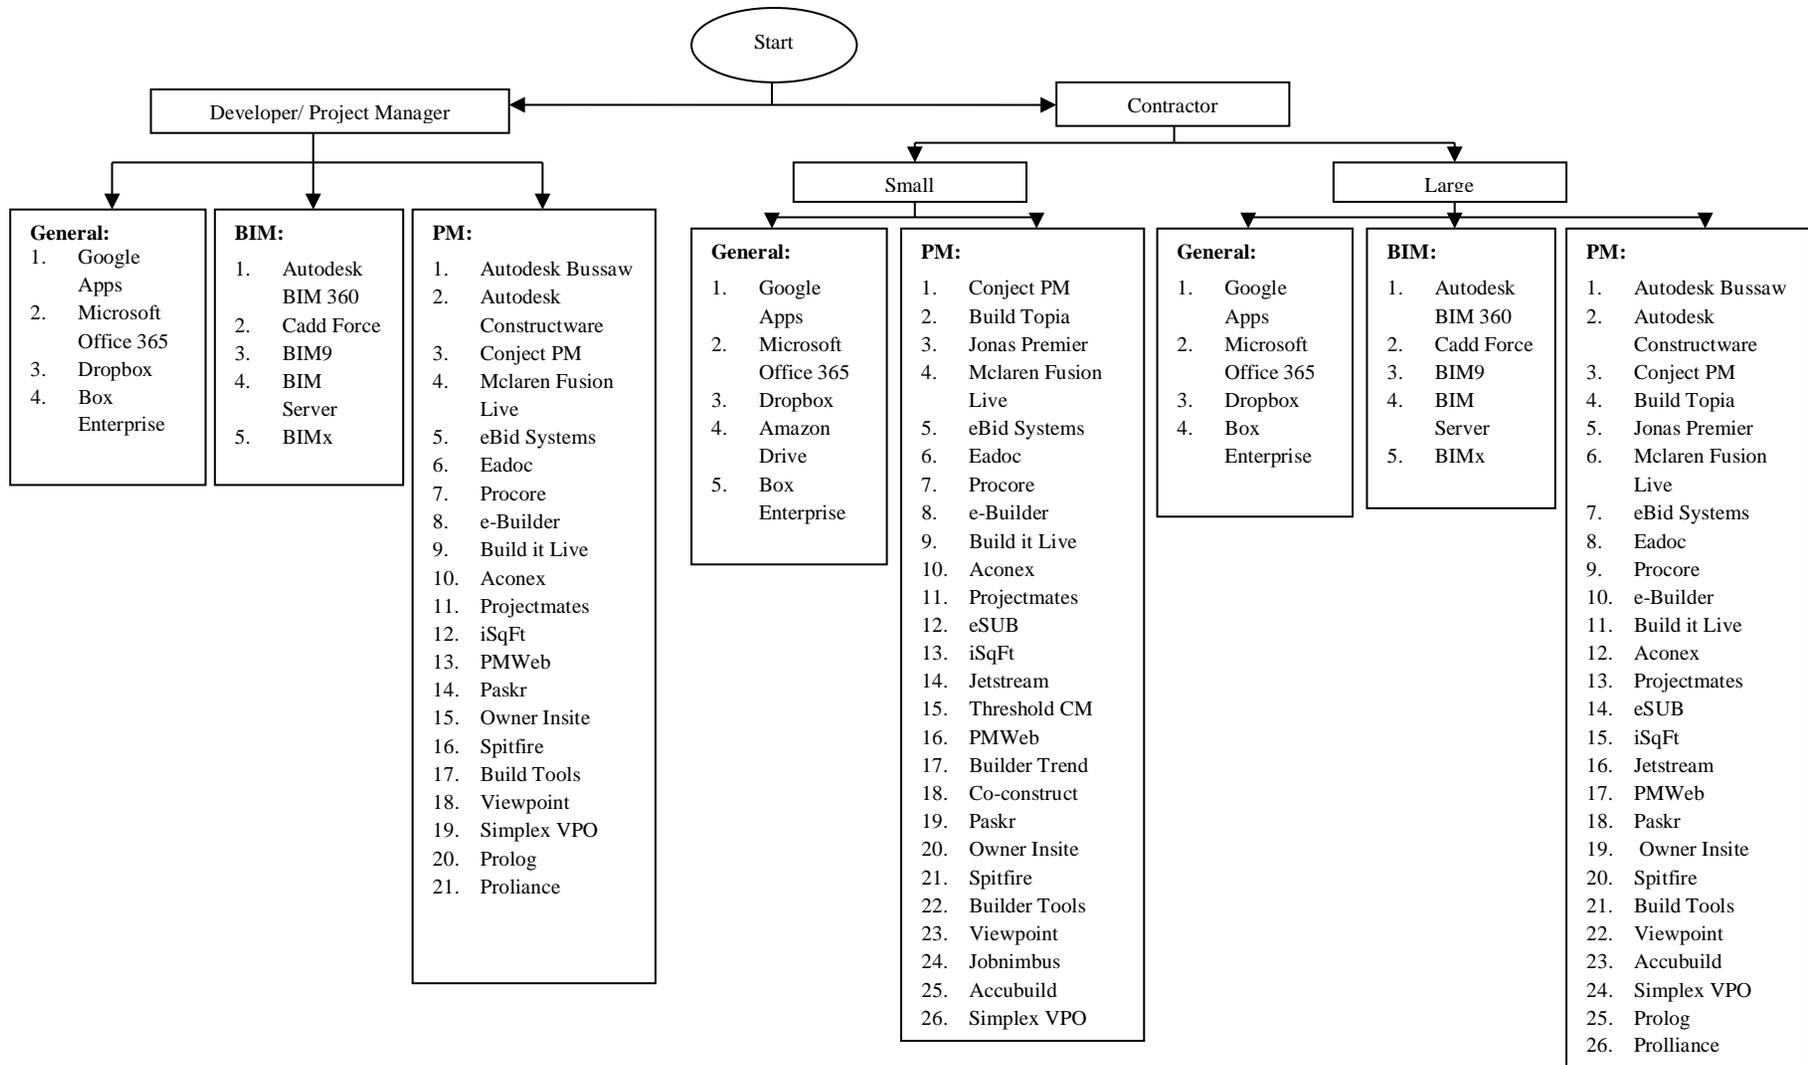 Start
Developer/ Project Manager
Contractor
Small
Large
General:
1. Google
Apps
2. Microsoft
Office 365
3. Dropbox
4. Box
Enterprise
BIM:
1. Autodesk
BIM 360
2. Cadd Force
3. BIM9
4. BIM
Server
5. BIMx
PM:
1. Autodesk Bussaw
2. Autodesk
Constructware
3. Conject PM
4. Mclaren Fusion
Live
5. eBid Systems
6. Eadoc
7. Procore
8. e-Builder
9. Build it Live
10. Aconex
11. Projectmates
12. iSqFt
13. PMWeb
14. Paskr
15. Owner Insite
16. Spitfire
17. Build Tools
18. Viewpoint
19. Simplex VPO
20. Prolog
21. Proliance
General:
1. Google
Apps
2. Microsoft
Office 365
3. Dropbox
4. Amazon
Drive
5. Box
Enterprise
PM:
1. Conject PM
2. Build Topia
3. Jonas Premier
4. Mclaren Fusion
Live
5. eBid Systems
6. Eadoc
7. Procore
8. e-Builder
9. Build it Live
10. Aconex
11. Projectmates
12. eSUB
13. iSqFt
14. Jetstream
15. Threshold CM
16. PMWeb
17. Builder Trend
18. Co-construct
19. Paskr
20. Owner Insite
21. Spitfire
22. Builder Tools
23. Viewpoint
24. Jobnimbus
25. Accubuild
26. Simplex VPO
General:
1. Google
Apps
2. Microsoft
Office 365
3. Dropbox
4. Box
Enterprise
BIM:
1. Autodesk
BIM 360
2. Cadd Force
3. BIM9
4. BIM
Server
5. BIMx
PM:
1. Autodesk Bussaw
2. Autodesk
Constructware
3. Conject PM
4. Build Topia
5. Jonas Premier
6. Mclaren Fusion
Live
7. eBid Systems
8. Eadoc
9. Procore
10. e-Builder
11. Build it Live
12. Aconex
13. Projectmates
14. eSUB
15. iSqFt
16. Jetstream
17. PMWeb
18. Paskr
19. Owner Insite
20. Spitfire
21. Build Tools
22. Viewpoint
23. Accubuild
24. Simplex VPO
25. Prolog
26. Prolliance